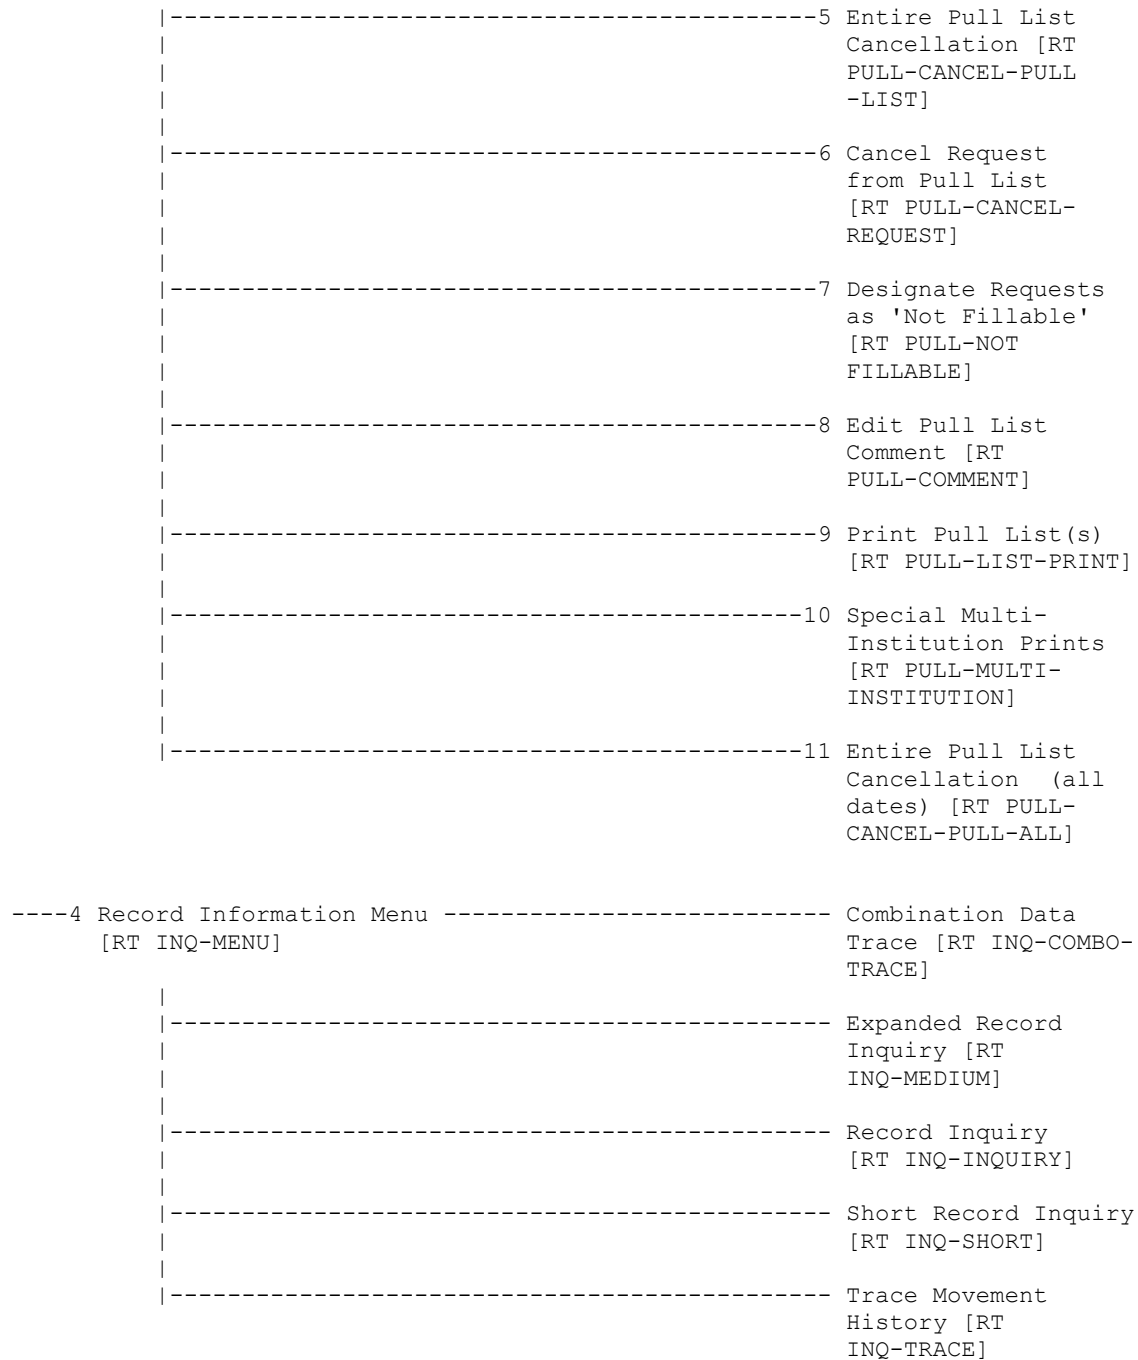 |---------------------------------------------5 Entire Pull List
| Cancellation [RT
| PULL-CANCEL-PULL
| -LIST]
|
|---------------------------------------------6 Cancel Request
| from Pull List
| [RT PULL-CANCEL-
| REQUEST]
|
|---------------------------------------------7 Designate Requests
| as 'Not Fillable'
| [RT PULL-NOT
| FILLABLE]
|
|---------------------------------------------8 Edit Pull List
| Comment [RT
| PULL-COMMENT]
|
|---------------------------------------------9 Print Pull List(s)
| [RT PULL-LIST-PRINT]
|
|--------------------------------------------10 Special Multi-
| Institution Prints
| [RT PULL-MULTI-
| INSTITUTION]
|
|--------------------------------------------11 Entire Pull List
Cancellation (all
dates) [RT PULL-
CANCEL-PULL-ALL]
----4 Record Information Menu --------------------------- Combination Data
[RT INQ-MENU] Trace [RT INQ-COMBO-
TRACE]
|
|---------------------------------------------- Expanded Record
| Inquiry [RT
| INQ-MEDIUM]
|
|---------------------------------------------- Record Inquiry
| [RT INQ-INQUIRY]
|
|---------------------------------------------- Short Record Inquiry
| [RT INQ-SHORT]
|
|---------------------------------------------- Trace Movement
History [RT
INQ-TRACE]